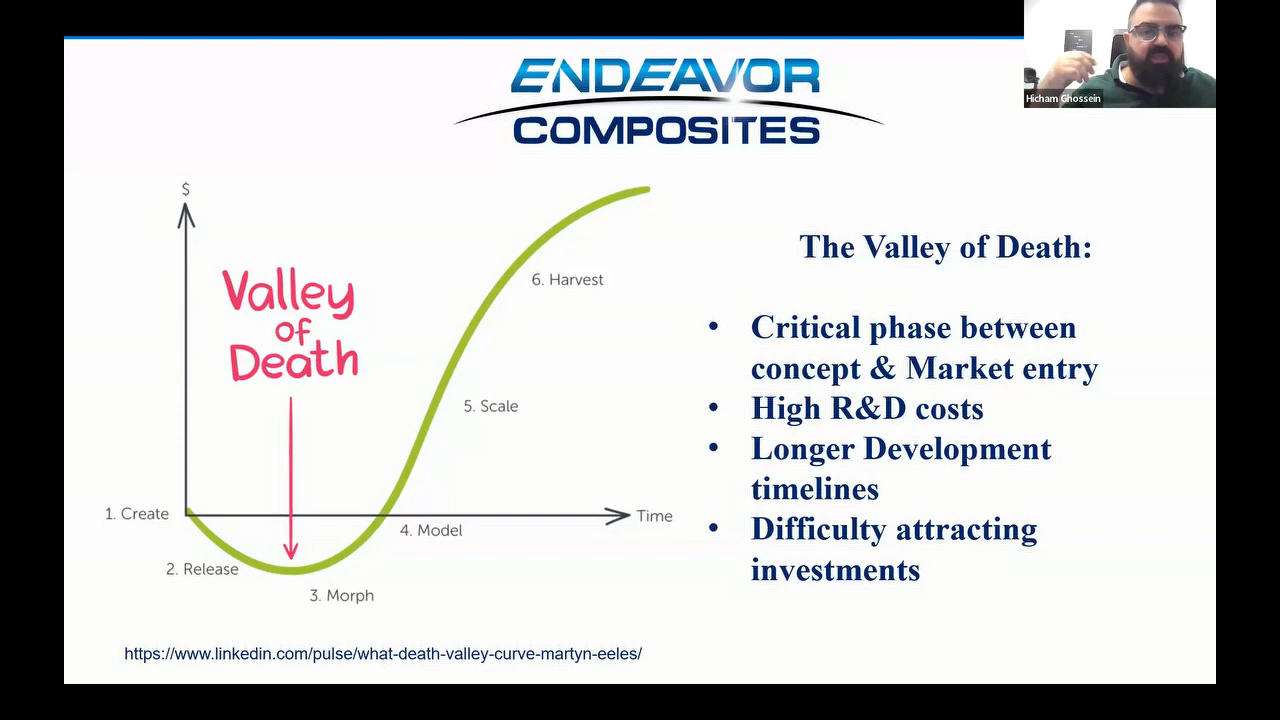 ENDEAVOR
COMPOSITES
Hicham Ghossein
$
Valley
of
Death
6. Harvest
5. Scale
1. Create
Time
4. Model
2. Release
3. Morph
The Valley of Death:
• Critical phase between
concept & Market entry
• High R&D costs
• Longer Development
timelines
• Difficulty attracting
investments
https://www.linkedin.com/pulse/what-death-valley-curve-martyn-eeles/